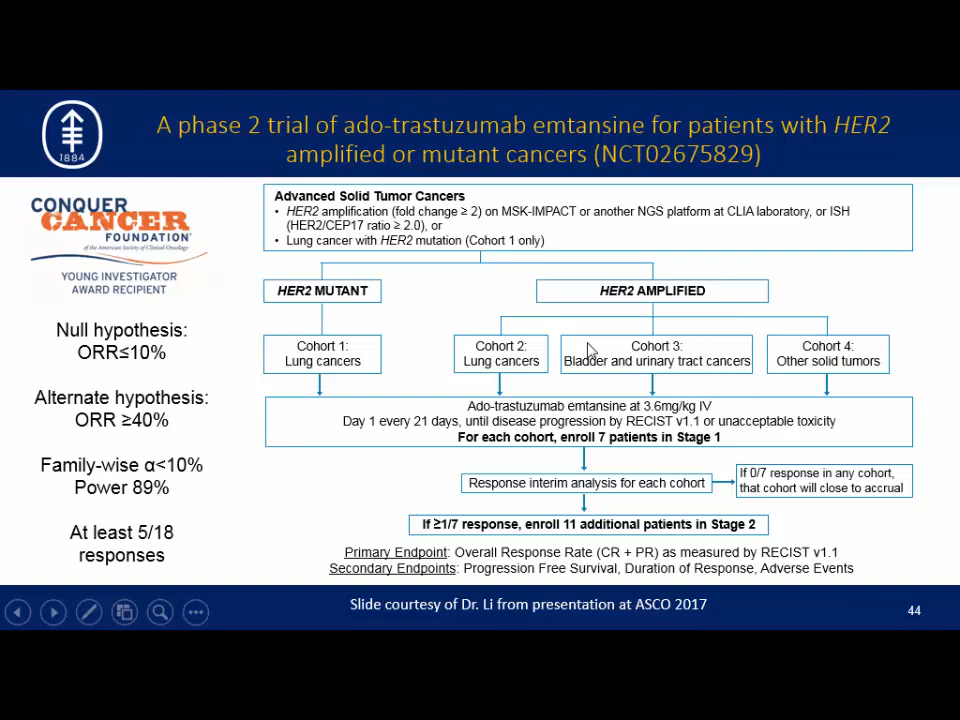 A phase 2 trial of ado-trastuzumab emtansine for patients with HER2
amplified or mutant cancers (NCT02675829)
1884
CONQUER
CANCER
FOUNDATION®
of the American Society of Clinical Oncology
YOUNG INVESTIGATOR
AWARD RECIPIENT
Null hypothesis:
ORR≤10%
Alternate hypothesis:
ORR ≥40%
Family-wise α<10%
Power 89%
At least 5/18
responses
Advanced Solid Tumor Cancers
• HER2 amplification (fold change ≥ 2) on MSK-IMPACT or another NGS platform at CLIA laboratory, or ISH
(HER2/CEP17 ratio ≥ 2.0), or
• Lung cancer with HER2 mutation (Cohort 1 only)
HER2 MUTANT
HER2 AMPLIFIED
Cohort 1:
Lung cancers
Cohort 2:
Lung cancers
Cohort 3:
Bladder and urinary tract cancers
Cohort 4:
Other solid tumors
Ado-trastuzumab emtansine at 3.6mg/kg IV
Day 1 every 21 days, until disease progression by RECIST v1.1 or unacceptable toxicity
For each cohort, enroll 7 patients in Stage 1
Response interim analysis for each cohort
If 0/7 response in any cohort,
that cohort will close to accrual
If ≥1/7 response, enroll 11 additional patients in Stage 2
Primary Endpoint: Overall Response Rate (CR + PR) as measured by RECIST v1.1
Secondary Endpoints: Progression Free Survival, Duration of Response, Adverse Events
Slide courtesy of Dr. Li from presentation at ASCO 2017
44